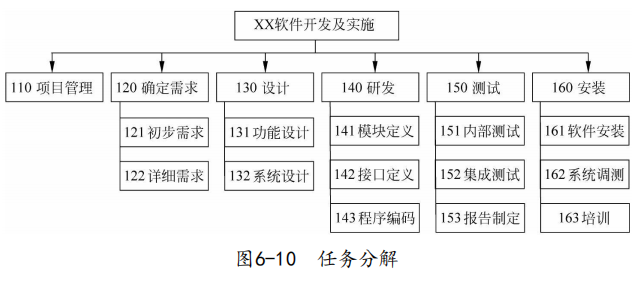 XX软件开发及实施
110 项目管理 120 确定需求 130 设计 140 研发 150 测试 160 安装
121 初步需求 131 功能设计 141 模块定义 151 内部测试 161 软件安装
122 详细需求 132 系统设计 142 接口定义 152 集成测试 162 系统调测
143 程序编码 153 报告制定 163 培训
图6-10 任务分解